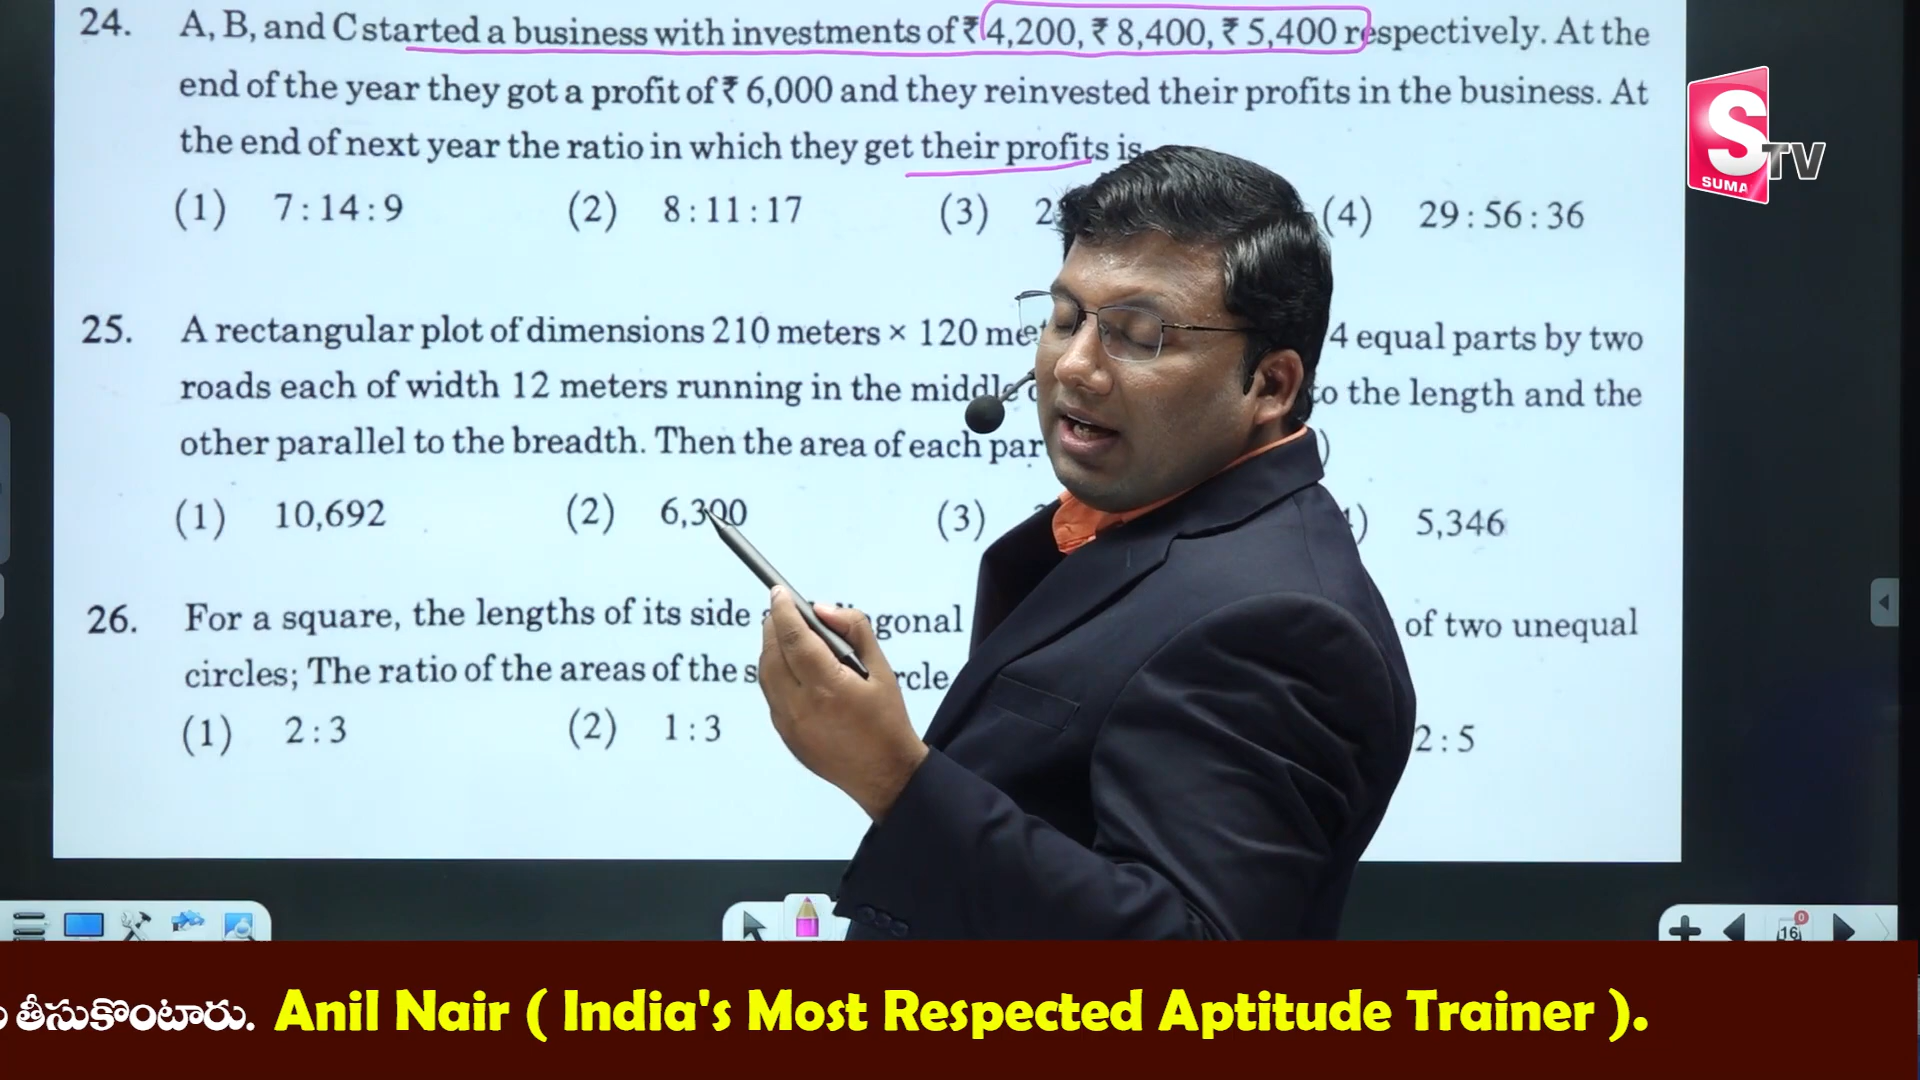 24. A, B, and C started a business with investments of ₹ 4,200, ₹ 8,400, ₹ 5,400 respectively. At the
end of the year they got a profit of ₹ 6,000 and they reinvested their profits in the business. At
the end of next year the ratio in which they get their profits is
(1) 7 : 14 : 9 (2) 8 : 11 : 17 (3) (4) 29 : 56 : 36
25. A rectangular plot of dimensions 210 meters × 120 4 equal parts by two
roads each of width 12 meters running in the middle to the length and the
other parallel to the breadth. Then the area of each
(1) 10,692 (2) 6,300 (3) 5,346
26. For a square, the lengths of its side of two unequal
circles; The ratio of the areas of the
(1) 2 : 3 (2) 1 : 3 2 : 5
S TV
SUMA
16
0
తీసుకొంటారు. Anil Nair ( India's Most Respected Aptitude Trainer ).